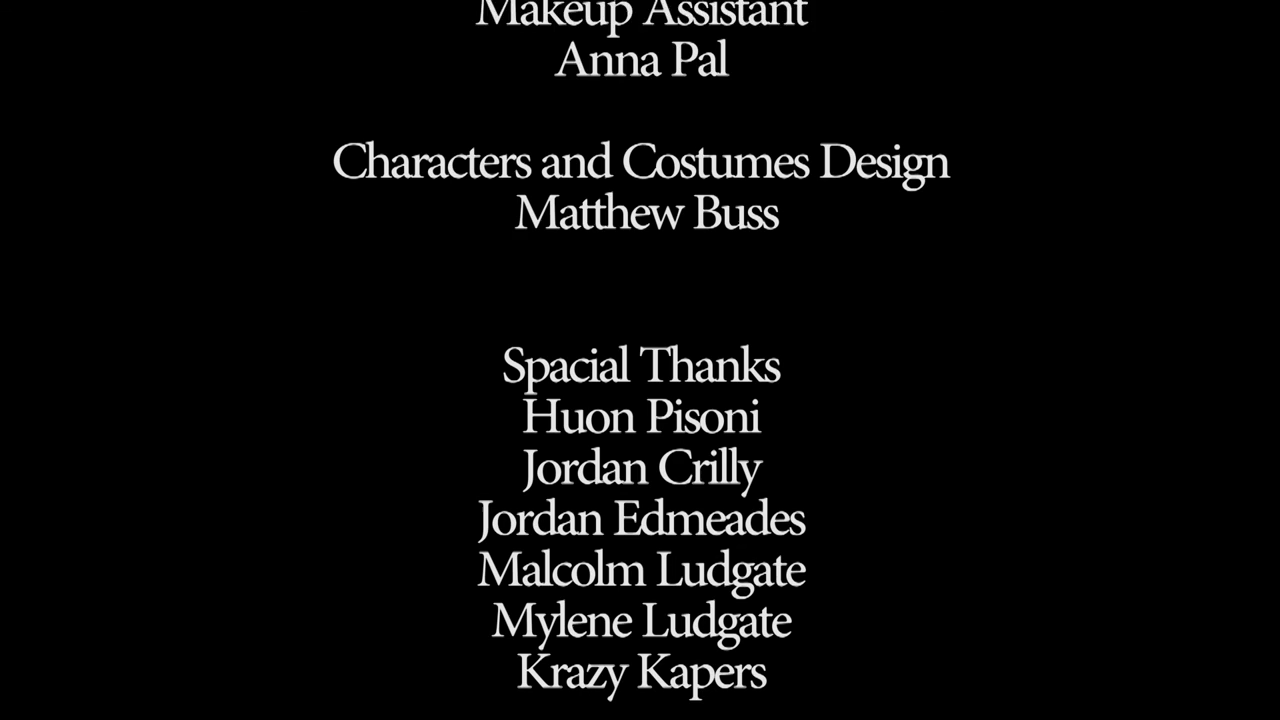 Makeup Assistant
Anna Pal
Characters and Costumes Design
Matthew Buss
Spacial Thanks
Huon Pisoni
Jordan Crilly
Jordan Edmeades
Malcolm Ludgate
Mylene Ludgate
Krazy Kapers